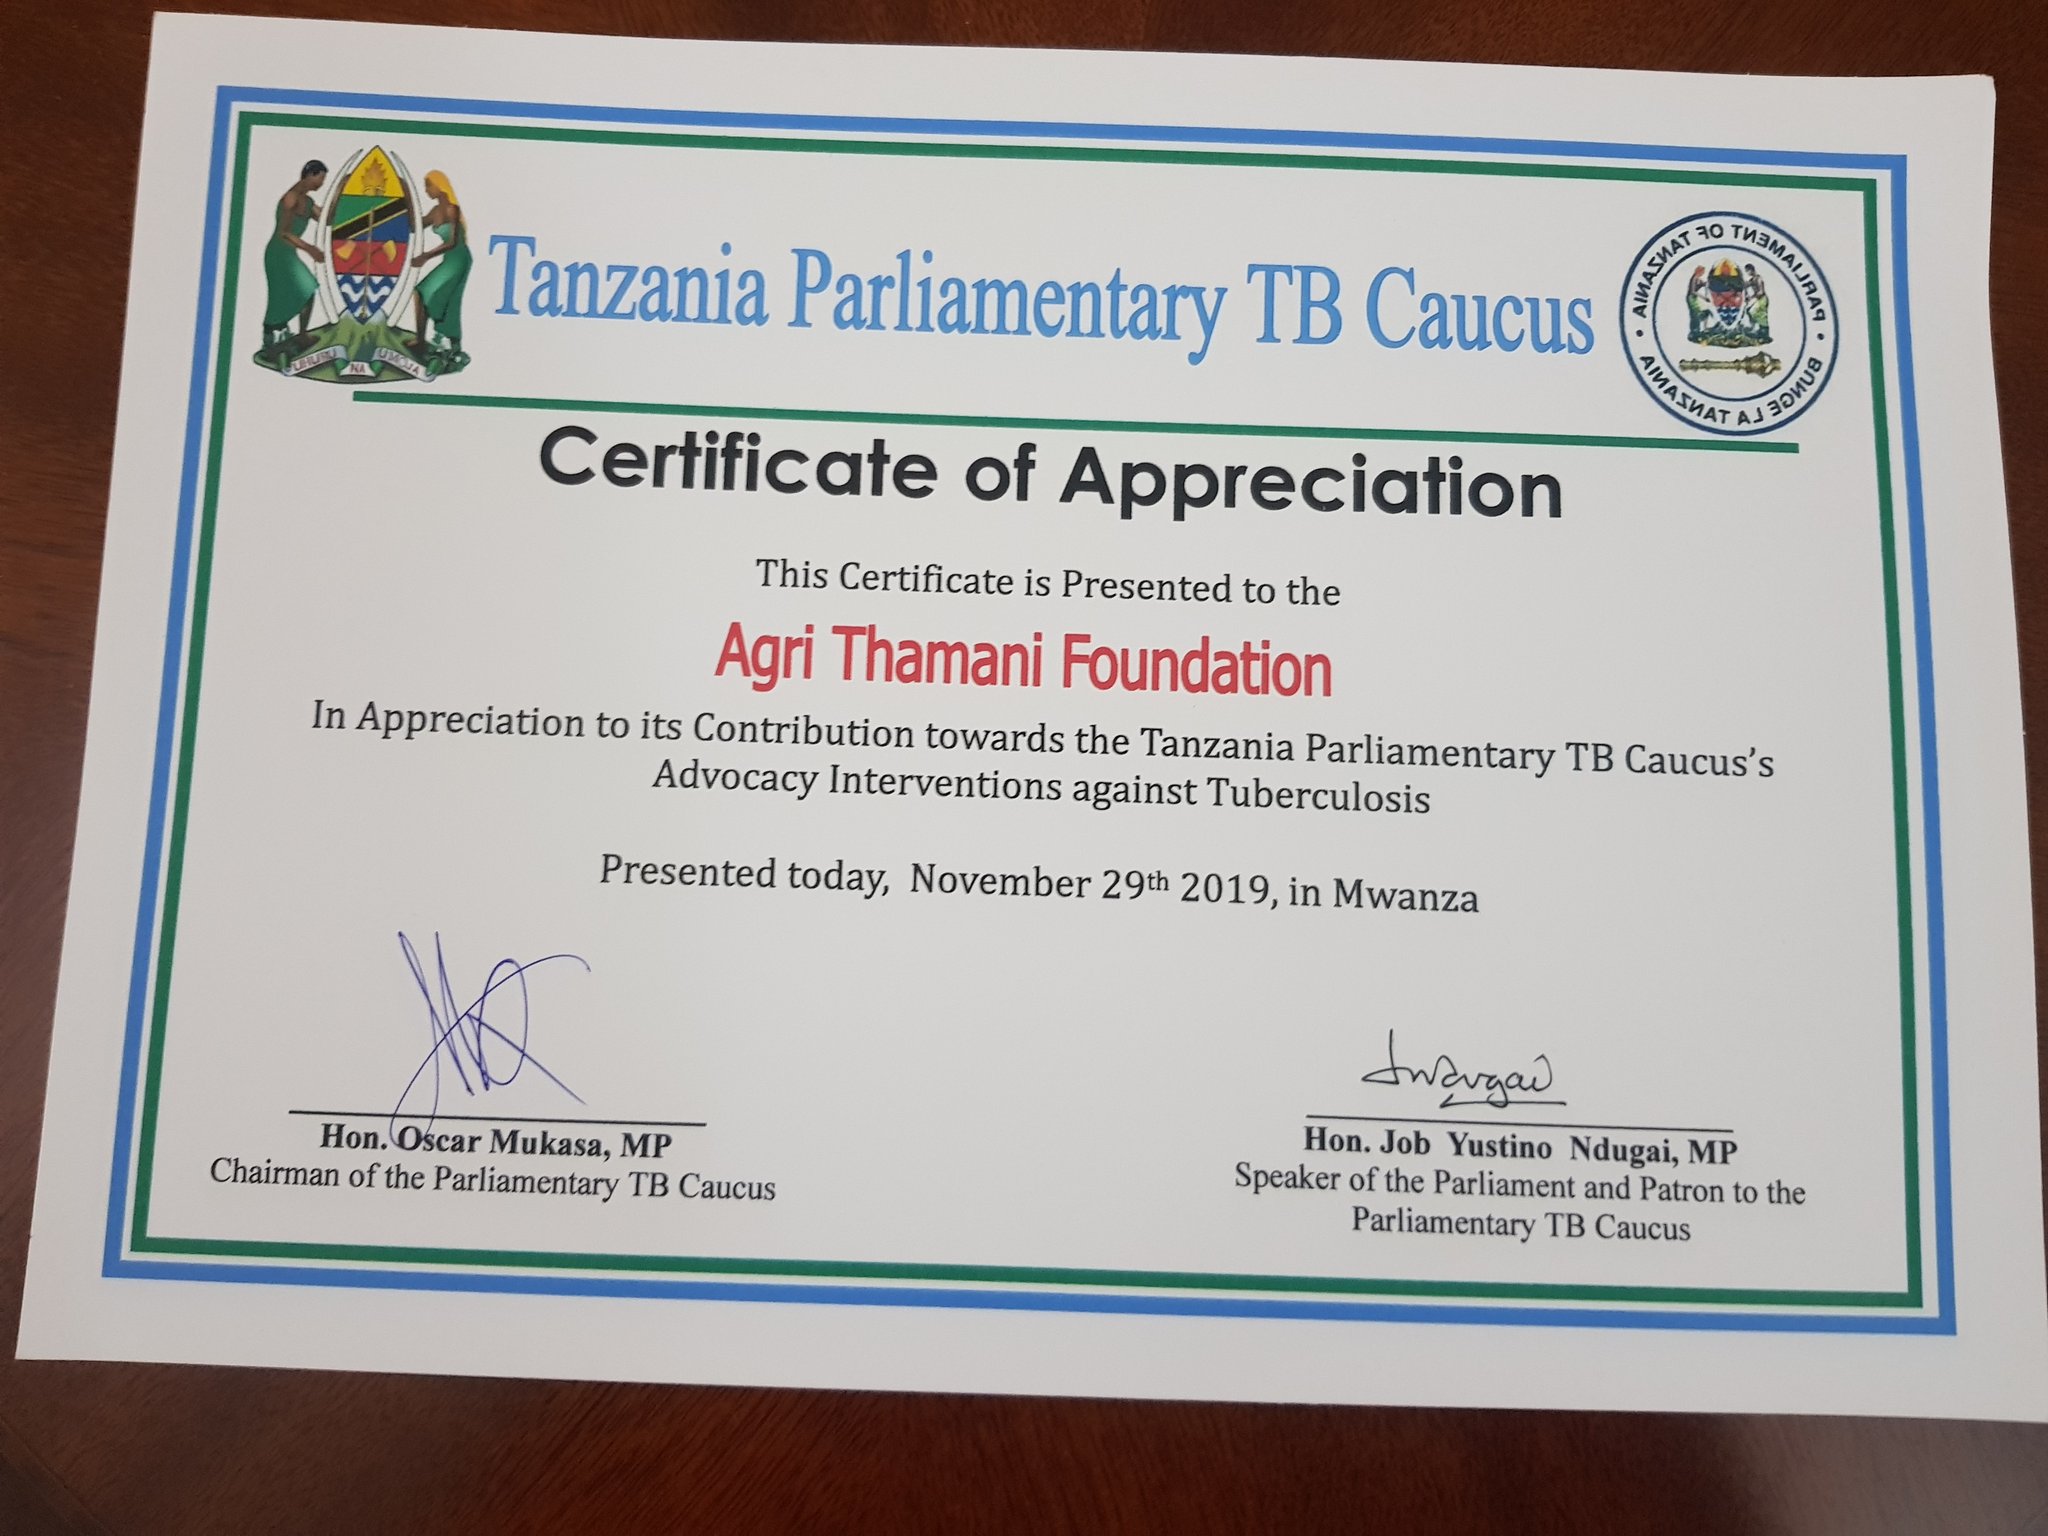 Tanzania Parliamentary TB Caucus
PARLIAMENT OF TANZANIA
BUNGE LA TANZANIA
UHURU NA UMOJA
Certificate of Appreciation
This Certificate is Presented to the
Agri Thamani Foundation
In Appreciation to its Contribution towards the Tanzania Parliamentary TB Caucus's
Advocacy Interventions against Tuberculosis
Presented today, November 29th 2019, in Mwanza
Hon. Oscar Mukasa, MP
Chairman of the Parliamentary TB Caucus
Hon. Job Yustino Ndugai, MP
Speaker of the Parliament and Patron to the
Parliamentary TB Caucus